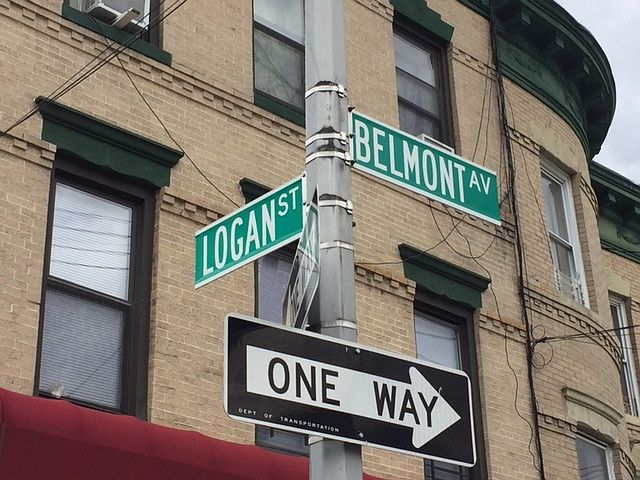 BELMONT AV
LOGAN ST
ONE WAY
DEPT OF TRANSPORTATION